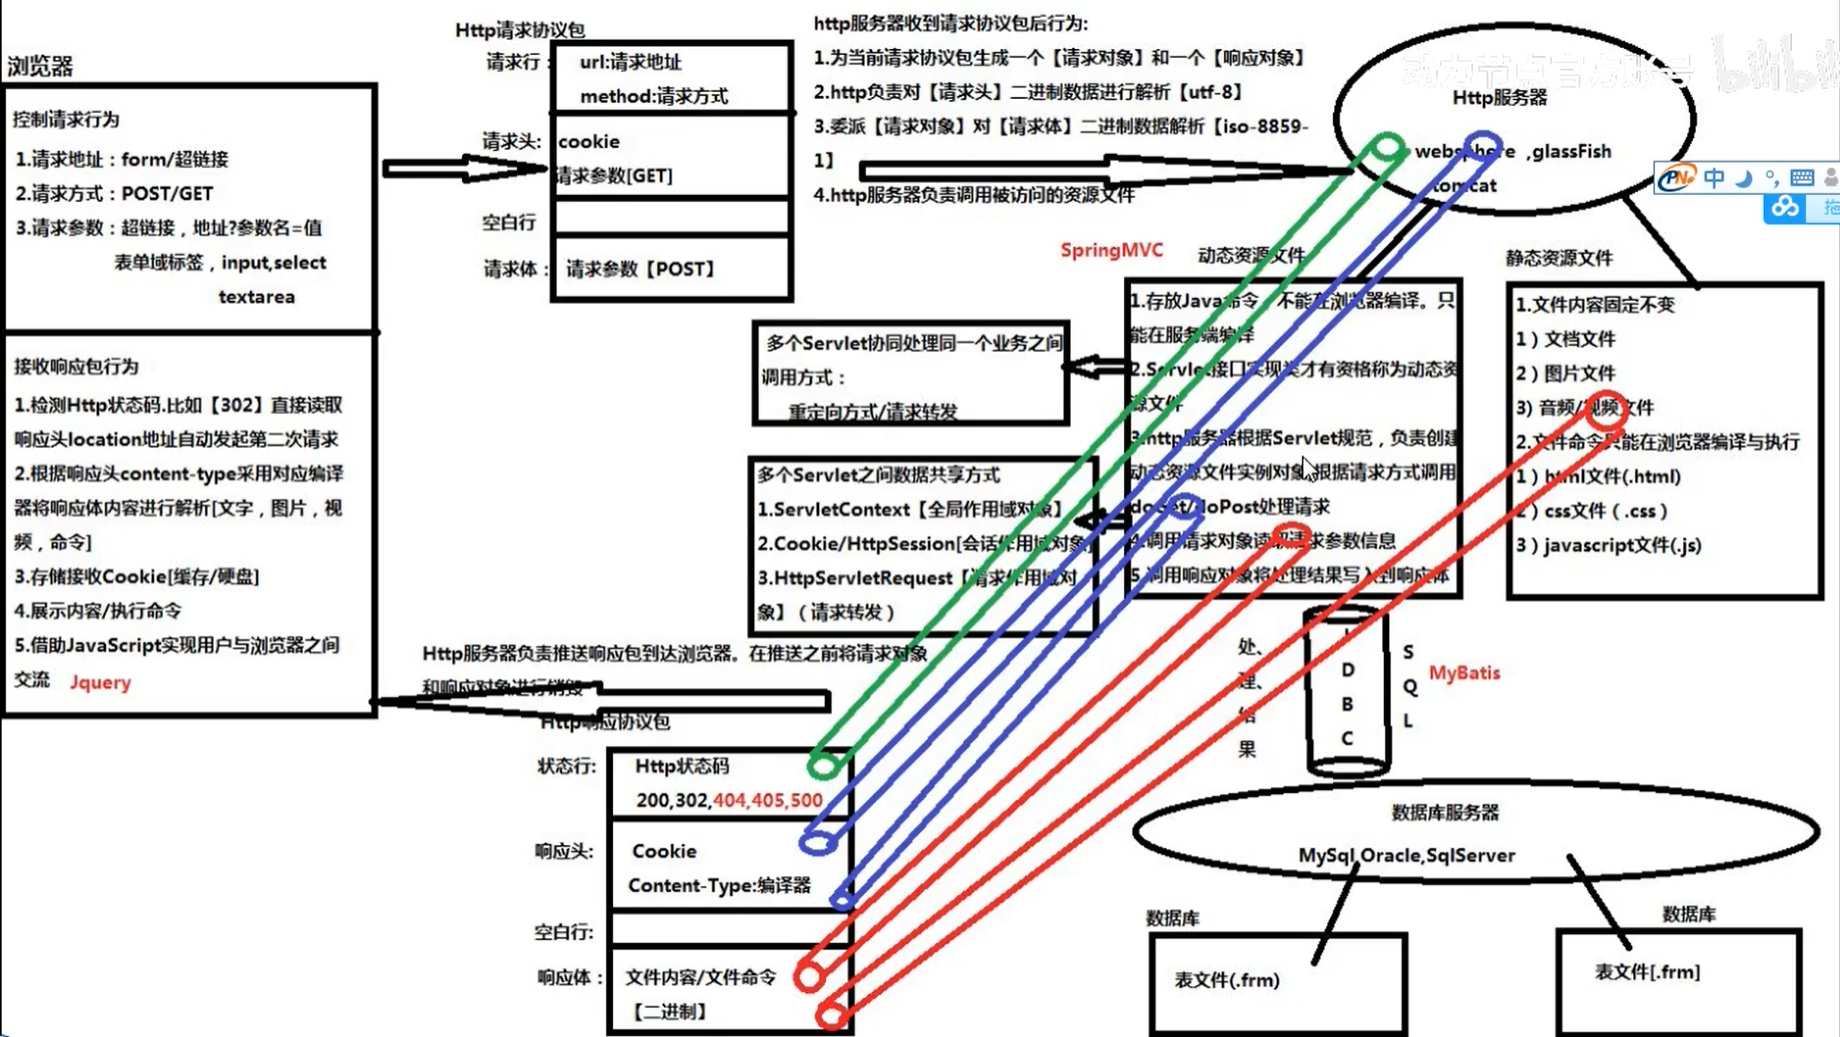 浏览器
控制请求行为
1.请求地址：form/超链接
2.请求方式：POST/GET
3.请求参数：超链接，地址?参数名=值
表单域标签，input,select
textarea
接收响应包行为
1.检测Http状态码.比如【302】直接读取
响应头location地址自动发起第二次请求
2.根据响应头content-type采用对应编译
器将响应体内容进行解析[文字，图片，视
频，命令]
3.存储接收Cookie[缓存/硬盘]
4.展示内容/执行命令
5.借助JavaScript实现用户与浏览器之间
交流 Jquery
Http请求协议包
请求行：
url:请求地址
method:请求方式
请求头: cookie
请求参数[GET]
空白行
请求体： 请求参数【POST】
http服务器收到请求协议包后行为:
1.为当前请求协议包生成一个【请求对象】和一个【响应对象】
2.http负责对【请求头】二进制数据进行解析【utf-8】
3.委派【请求对象】对【请求体】二进制数据解析【iso-8859-
1】
4.http服务器负责调用被访问的资源文件
动力节点官方账号 bilibili
Http服务器
websphere ,glassFish
tomcat
中
拖
SpringMVC
动态资源文件
1.存放Java命令，不能在浏览器编译。只
能在服务端编译
2.Servlet接口实现类才有资格称为动态资
源文件
3.http服务器根据Servlet规范，负责创建
动态资源文件实例对象,根据请求方式调用
doGet/doPost处理请求
4.调用请求对象读取请求参数信息
5.调用响应对象将处理结果写入到响应体
静态资源文件
1.文件内容固定不变
1）文档文件
2）图片文件
3) 音频/视频文件
2.文件命令只能在浏览器编译与执行
1）html文件(.html)
2）css文件（.css）
3）javascript文件(.js)
多个Servlet协同处理同一个业务之间
调用方式：
重定向方式/请求转发
多个Servlet之间数据共享方式
1.ServletContext【全局作用域对象】
2.Cookie/HttpSession[会话作用域对象]
3.HttpServletRequest【请求作用域对
象】（请求转发）
Http服务器负责推送响应包到达浏览器。在推送之前将请求对象
和响应对象进行销毁
Http响应协议包
状态行: Http状态码
200,302,404,405,500
响应头: Cookie
Content-Type:编译器
空白行:
响应体： 文件内容/文件命令
【二进制】
处、
理、
结
果
J
D
B
C
S
Q
L
MyBatis
数据库服务器
MySql,Oracle,SqlServer
数据库
表文件(.frm)
数据库
表文件[.frm]